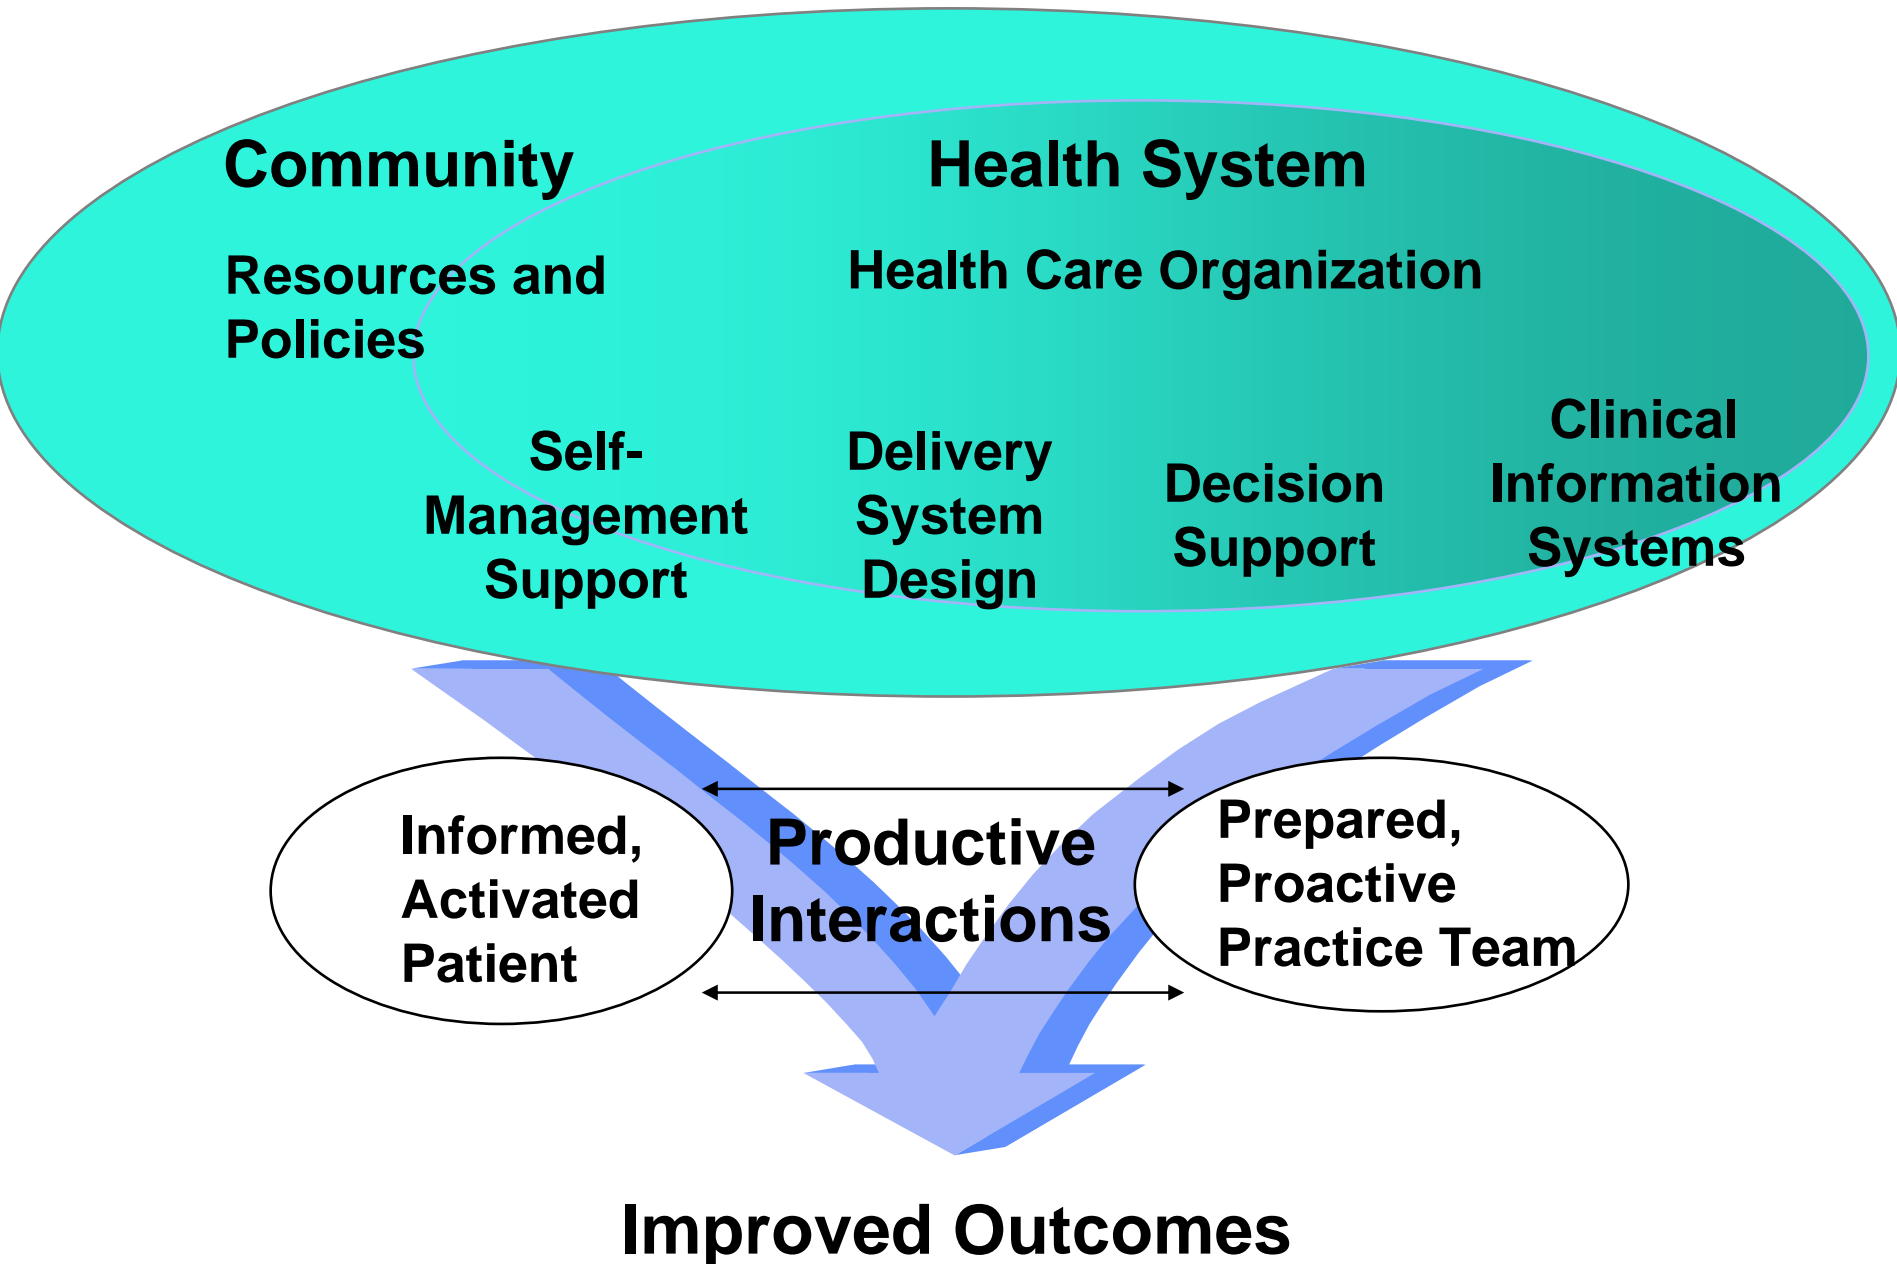 Community
Health System
Resources and
Policies
Health Care Organization
Self-
Management
Support
Delivery
System
Design
Decision
Support
Clinical
Information
Systems
Informed,
Activated
Patient
Productive
Interactions
Prepared,
Proactive
Practice Team
Improved Outcomes